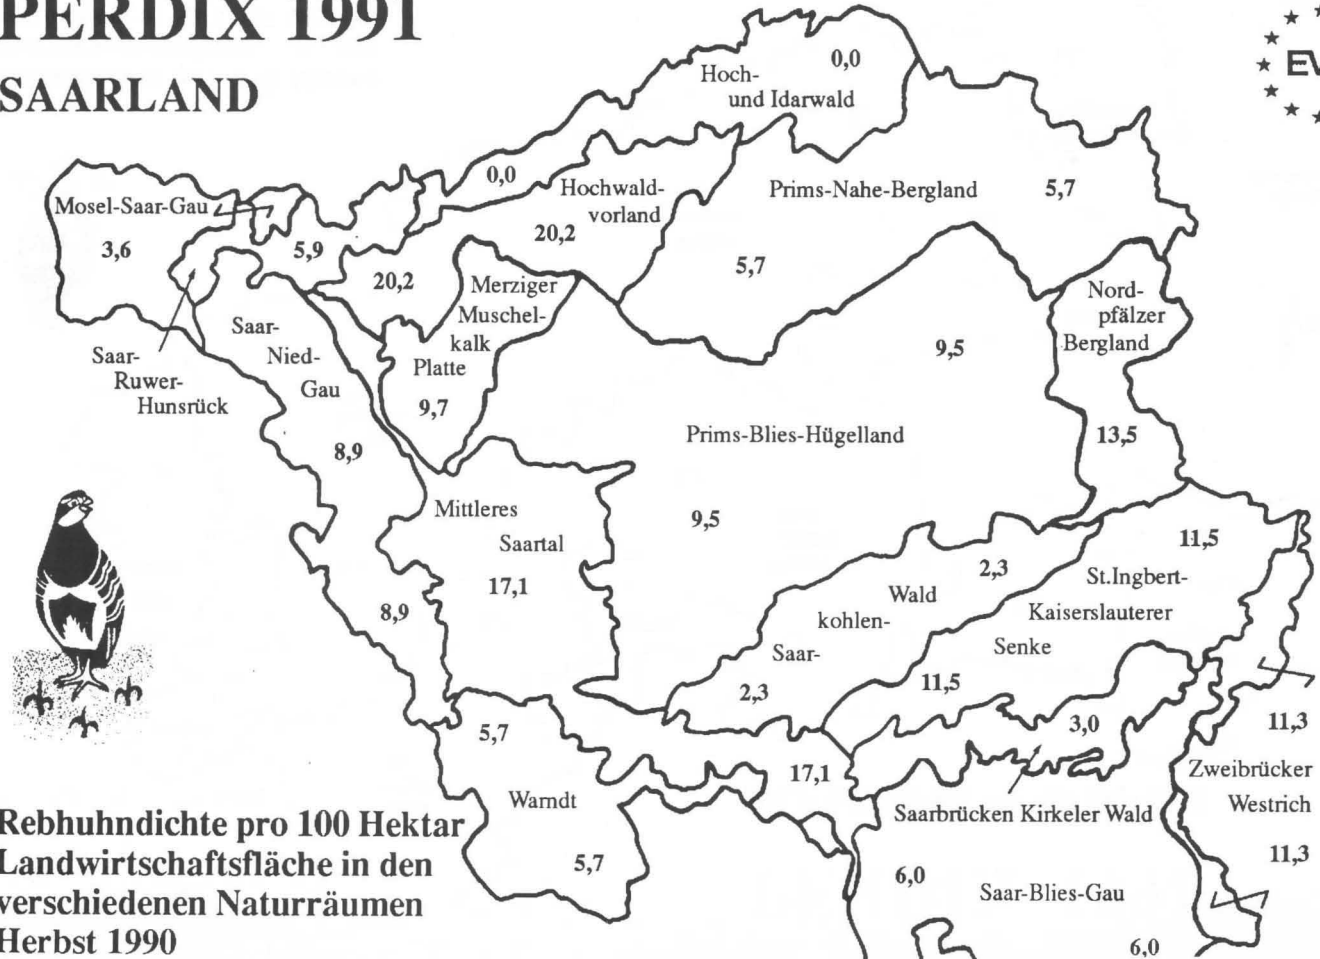 PERDIX 1991
SAARLAND
EV
Hoch-
und Idarwald
0,0
0,0
Hochwald-
vorland
20,2
20,2
Prims-Nahe-Bergland
5,7
5,7
Mosel-Saar-Gau
3,6
5,9
Saar-
Ruwer-
Hunsrück
Saar-
Nied-
Gau
8,9
8,9
Merziger
Muschel-
kalk
Platte
9,7
Nord-
pfälzer
Bergland
13,5
9,5
Prims-Blies-Hügelland
9,5
Mittleres
Saartal
17,1
2,3
Wald
kohlen-
Saar-
2,3
11,5
St.Ingbert-
Kaiserslauterer
Senke
11,5
3,0
Saarbrücken Kirkeler Wald
17,1
5,7
Warndt
5,7
11,3
Zweibrücker
Westrich
11,3
6,0
Saar-Blies-Gau
6,0
Rebhuhndichte pro 100 Hektar
Landwirtschaftsfläche in den
verschiedenen Naturräumen
Herbst 1990